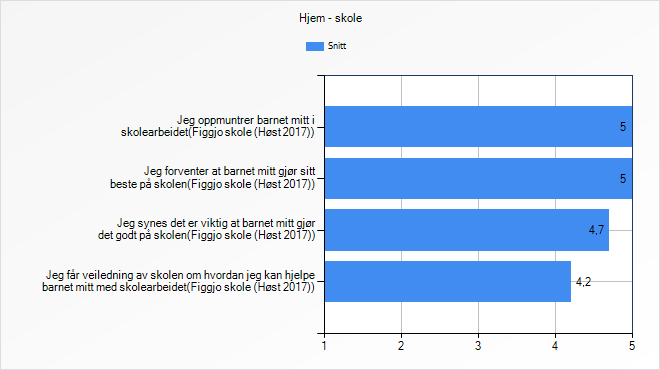 Hjem - skole
Snitt
Jeg oppmuntrer barnet mitt i
skolearbeidet(Figgjo skole (Høst 2017))
5
Jeg forventer at barnet mitt gjør sitt
beste på skolen(Figgjo skole (Høst 2017))
5
Jeg synes det er viktig at barnet mitt gjør
det godt på skolen(Figgjo skole (Høst 2017))
4,7
Jeg får veiledning av skolen om hvordan jeg kan hjelpe
barnet mitt med skolearbeidet(Figgjo skole (Høst 2017))
4,2
1 2 3 4 5